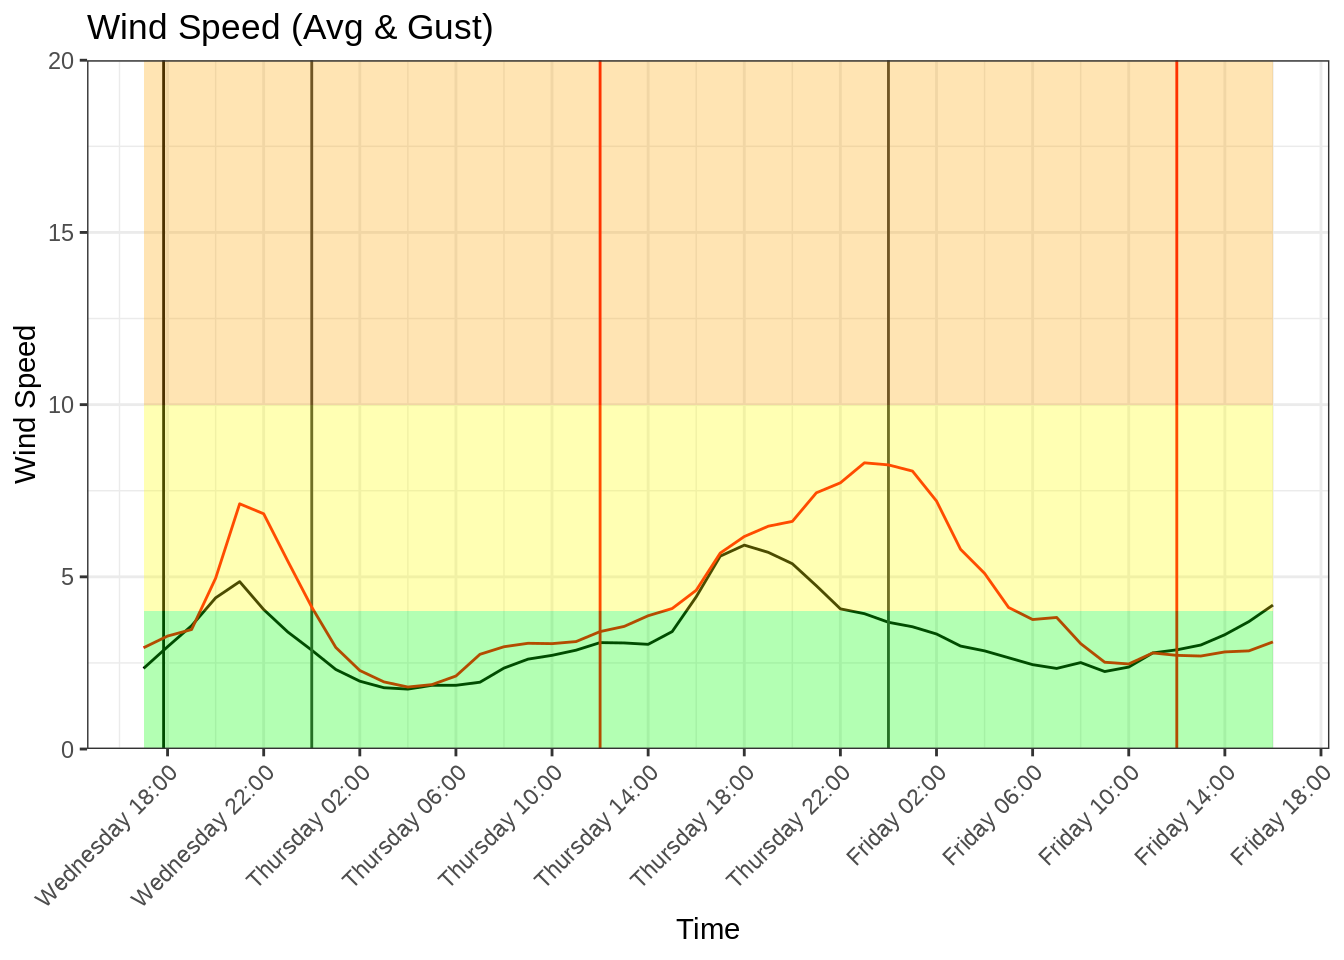 Wind Speed (Avg & Gust)
Wind Speed
20
15
10
5
0
Wednesday 18:00
Wednesday 22:00
Thursday 02:00
Thursday 06:00
Thursday 10:00
Thursday 14:00
Thursday 18:00
Thursday 22:00
Friday 02:00
Friday 06:00
Friday 10:00
Friday 14:00
Friday 18:00
Time